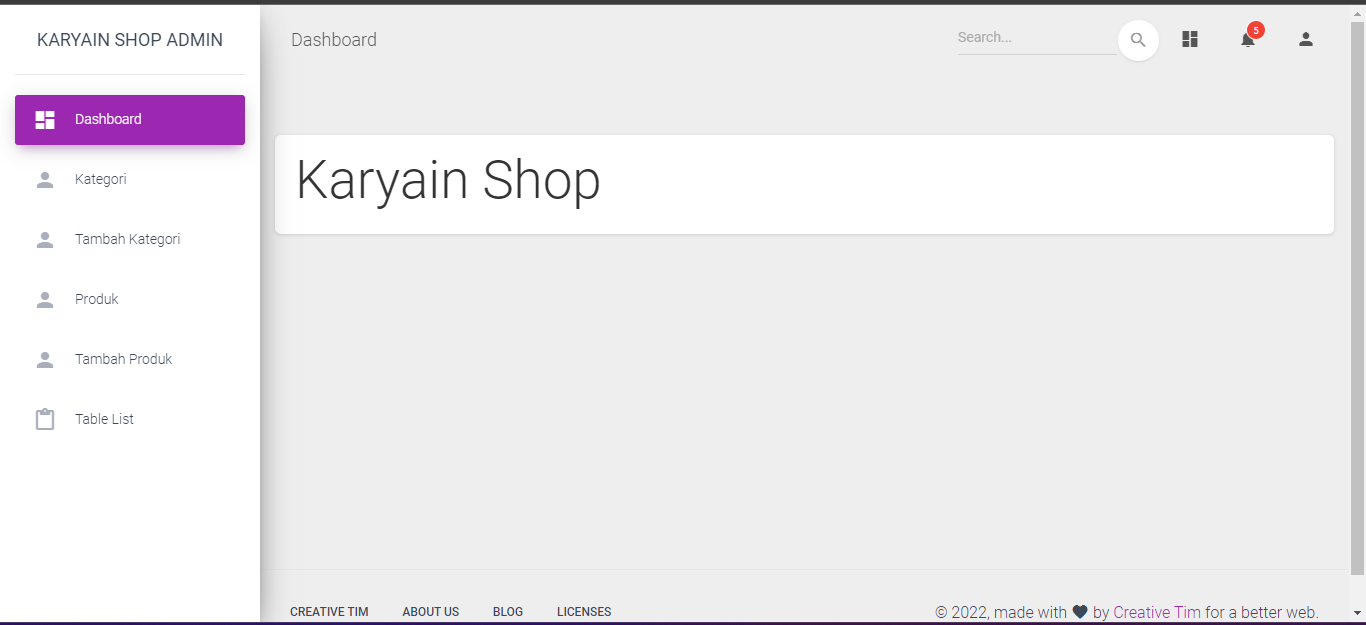 KARYAIN SHOP ADMIN
Dashboard
Kategori
Tambah Kategori
Produk
Tambah Produk
Table List
Dashboard
Search...
5
Karyain Shop
CREATIVE TIM ABOUT US BLOG LICENSES
© 2022, made with ♥ by Creative Tim for a better web.